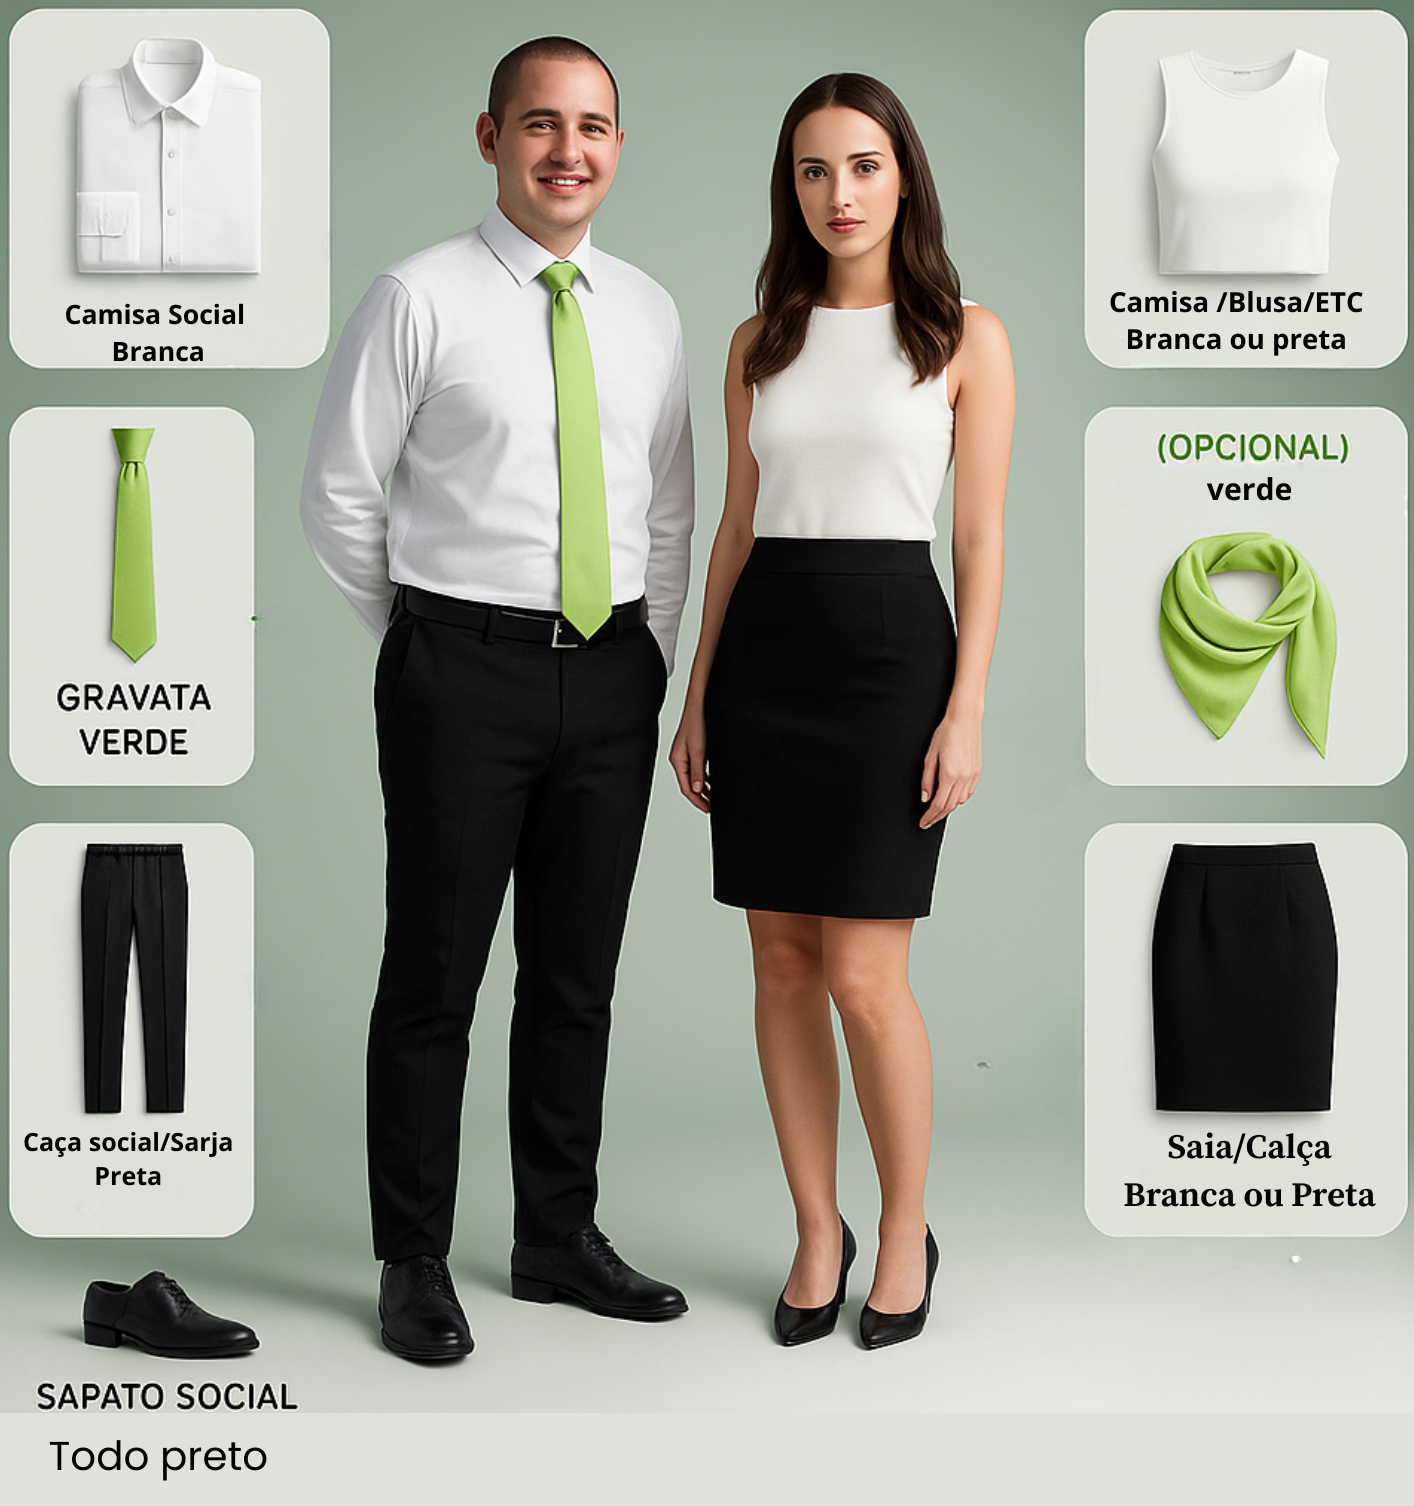 Camisa Social
Branca
GRAVATA
VERDE
Caça social/Sarja
Preta
SAPATO SOCIAL
Todo preto
Camisa /Blusa/ETC
Branca ou preta
(OPCIONAL)
verde
Saia/Calça
Branca ou Preta